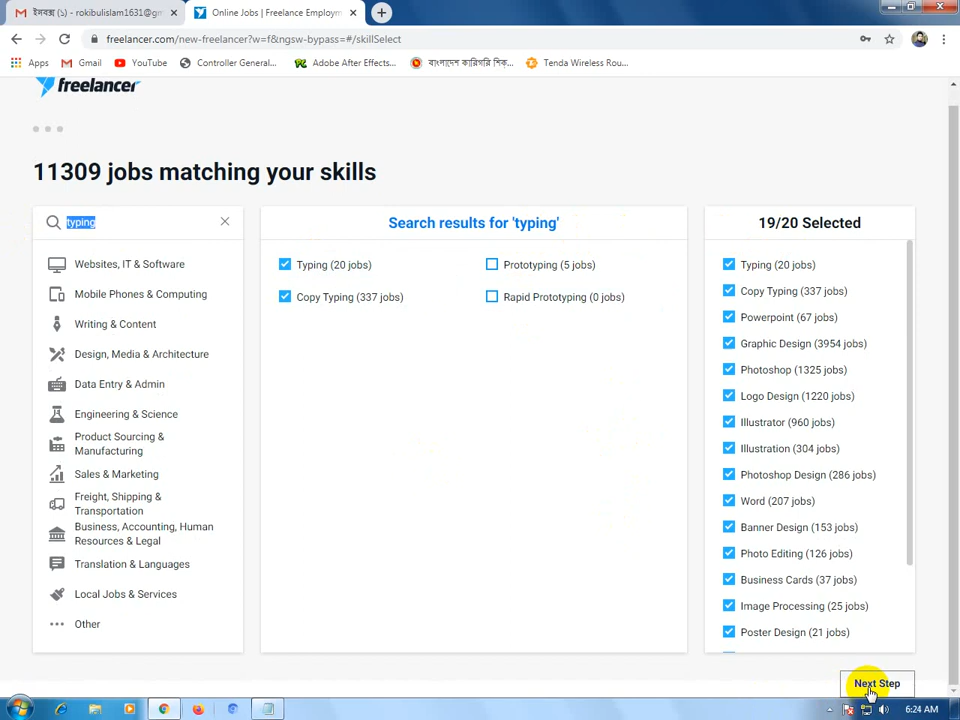 ইনবক্স (১) - rokibulislam1631@gm
Online Jobs | Freelance Employm
freelancer.com/new-freelancer?w=f&ngsw-bypass=#/skillSelect
Apps
Gmail
YouTube
Controller General...
Adobe After Effects...
বাংলাদেশ কারিগরি শিক...
Tenda Wireless Rou...
freelancer
11309 jobs matching your skills
typing
Websites, IT & Software
Mobile Phones & Computing
Writing & Content
Design, Media & Architecture
Data Entry & Admin
Engineering & Science
Product Sourcing &
Manufacturing
Sales & Marketing
Freight, Shipping &
Transportation
Business, Accounting, Human
Resources & Legal
Translation & Languages
Local Jobs & Services
Other
Search results for 'typing'
Typing (20 jobs)
Prototyping (5 jobs)
Copy Typing (337 jobs)
Rapid Prototyping (0 jobs)
19/20 Selected
Typing (20 jobs)
Copy Typing (337 jobs)
Powerpoint (67 jobs)
Graphic Design (3954 jobs)
Photoshop (1325 jobs)
Logo Design (1220 jobs)
Illustrator (960 jobs)
Illustration (304 jobs)
Photoshop Design (286 jobs)
Word (207 jobs)
Banner Design (153 jobs)
Photo Editing (126 jobs)
Business Cards (37 jobs)
Image Processing (25 jobs)
Poster Design (21 jobs)
Next Step
6:24 AM